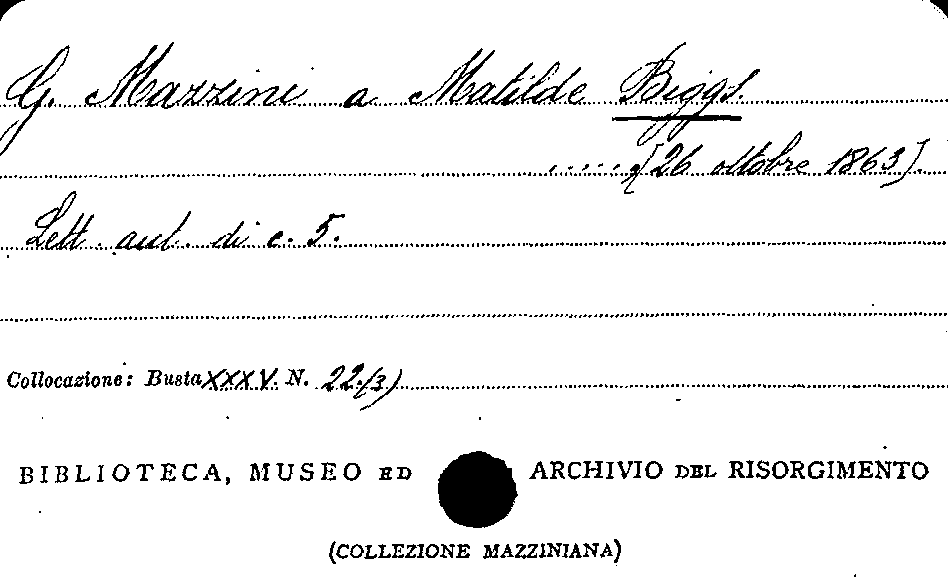 G. Mazzini a Matilde Biggs.
..... [26 ottobre 1863].
Lett. aut. di c. 5.
Collocazione: Busta XXXV. N. 22.(3)
BIBLIOTECA, MUSEO ED ARCHIVIO DEL RISORGIMENTO
(COLLEZIONE MAZZINIANA)